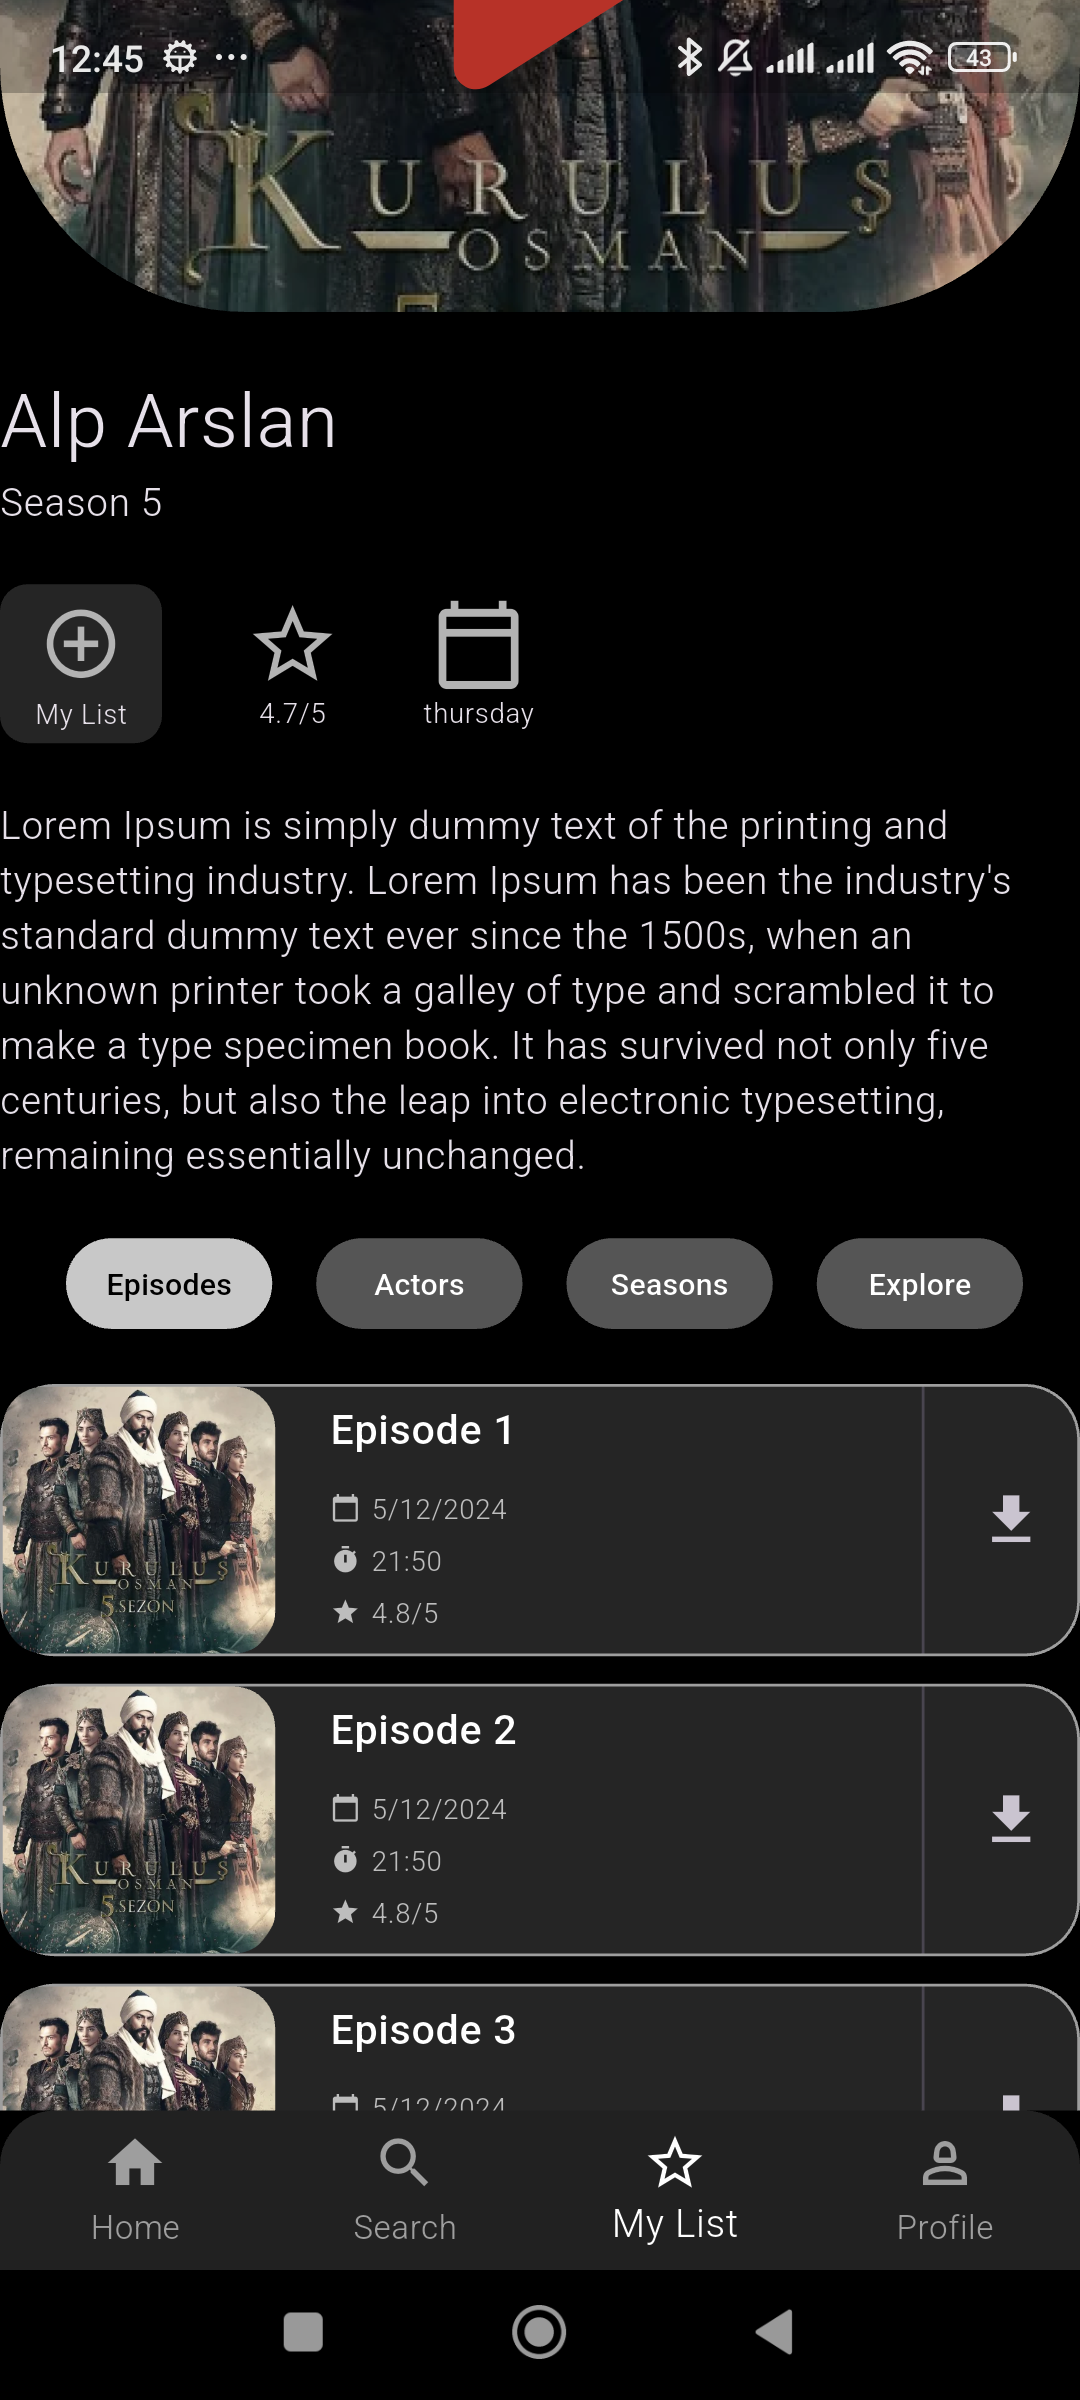 12:45
43
KURULUŞ
OSMAN
Alp Arslan
Season 5
My List
4.7/5
thursday
Lorem Ipsum is simply dummy text of the printing and
typesetting industry. Lorem Ipsum has been the industry's
standard dummy text ever since the 1500s, when an
unknown printer took a galley of type and scrambled it to
make a type specimen book. It has survived not only five
centuries, but also the leap into electronic typesetting,
remaining essentially unchanged.
Episodes
Actors
Seasons
Explore
KURULUŞ
OSMAN
5.SEZON
Episode 1
5/12/2024
21:50
4.8/5
KURULUŞ
OSMAN
5.SEZON
Episode 2
5/12/2024
21:50
4.8/5
Episode 3
5/12/2024
Home
Search
My List
Profile